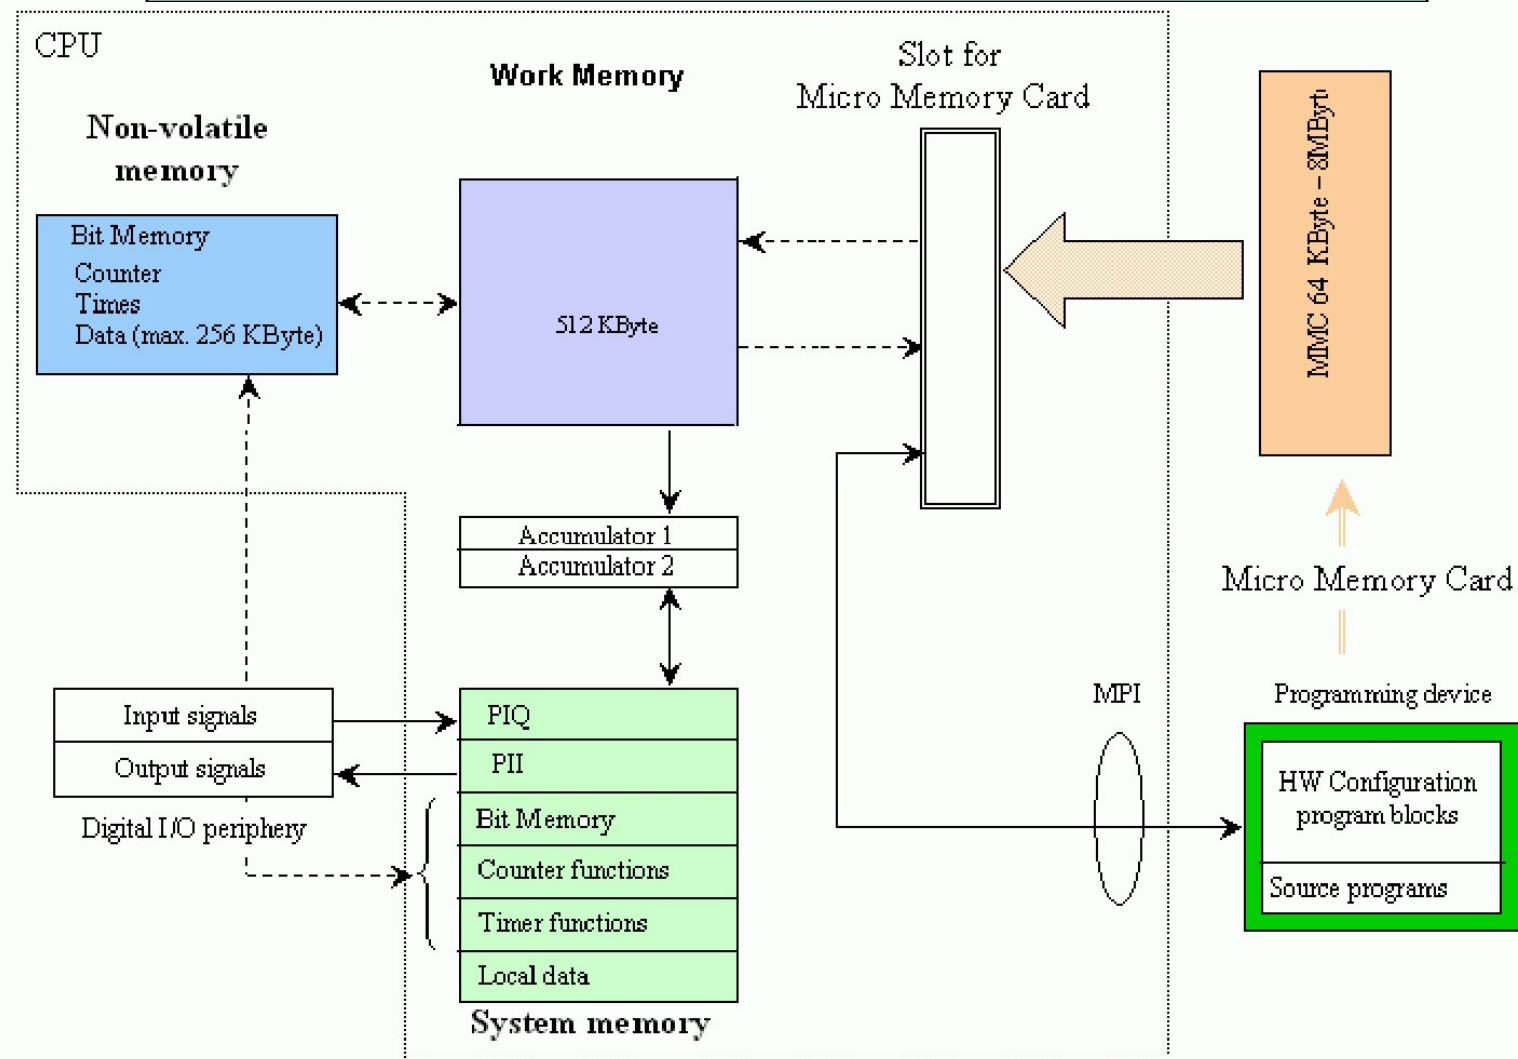 CPU
Work Memory
Slot for
Micro Memory Card
Non-volatile
memory
Bit Memory
Counter
Times
Data (max. 256 KByte)
512 KByte
MMC 64 KByte – 8MByt
Accumulator 1
Accumulator 2
Micro Memory Card
Input signals
Output signals
Digital I/O periphery
PIQ
PII
Bit Memory
Counter functions
Timer functions
Local data
System memory
MPI
Programming device
HW Configuration
program blocks
Source programs